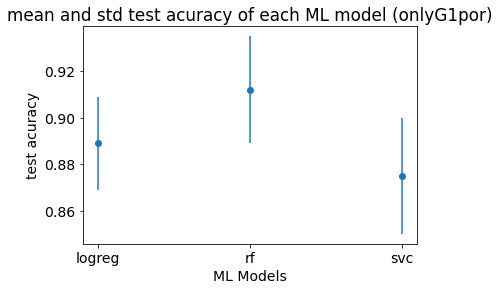 mean and std test acuracy of each ML model (onlyG1por)
test acuracy
0.92
0.90
0.88
0.86
logreg rf svc
ML Models